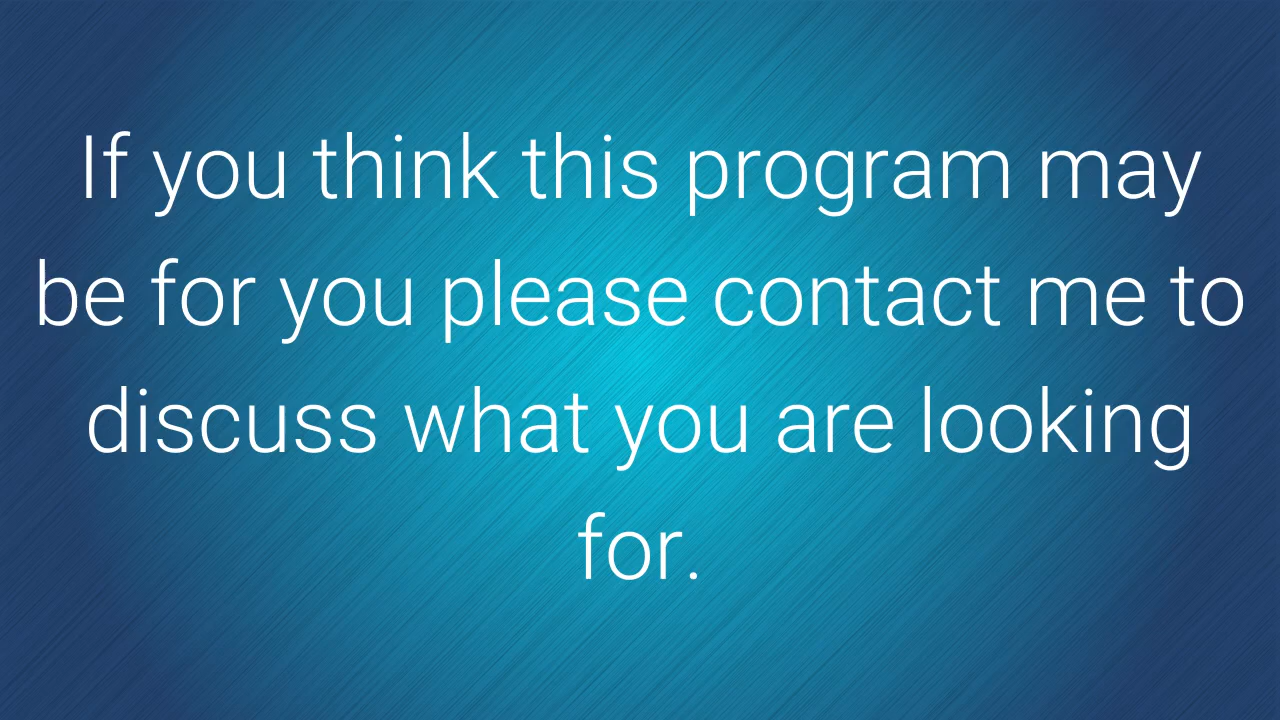 If you think this program may
be for you please contact me to
discuss what you are looking
for.